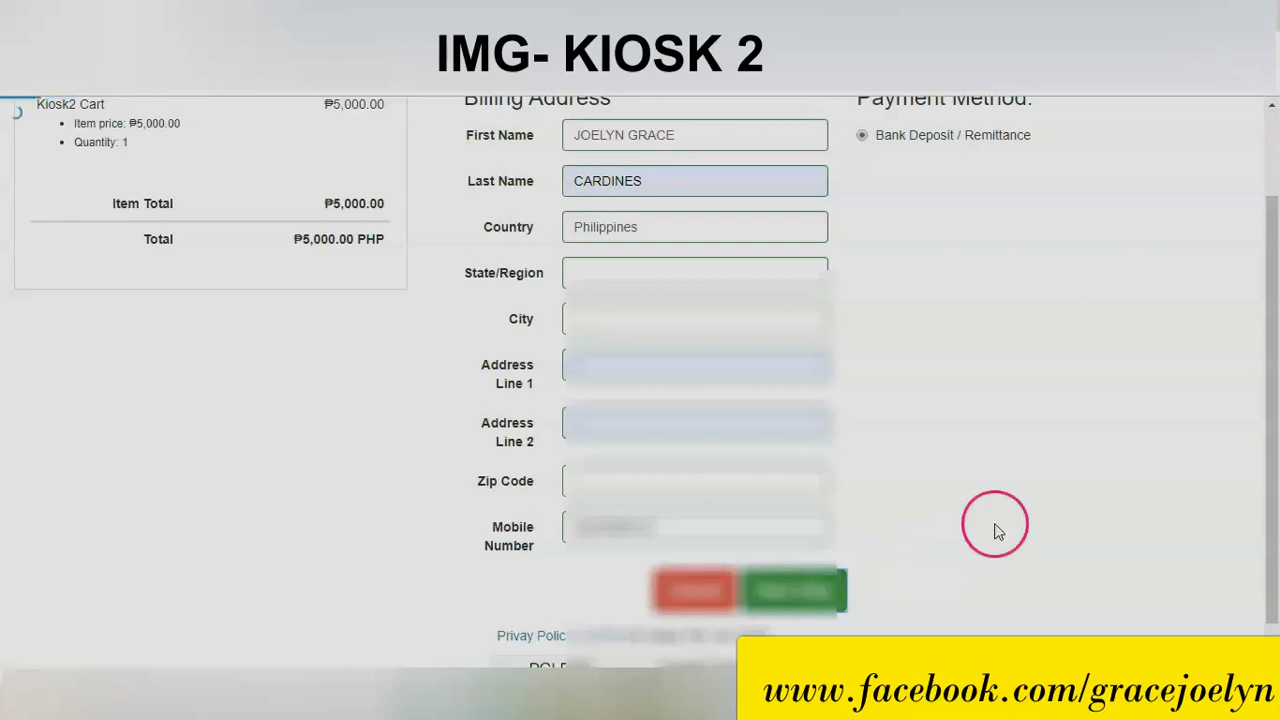 IMG- KIOSK 2
Kiosk2 Cart ₱5,000.00
Item price: ₱5,000.00
Quantity: 1
Item Total ₱5,000.00
Total ₱5,000.00 PHP
Billing Address
First Name JOELYN GRACE
Last Name CARDINES
Country Philippines
State/Region
City
Address
Line 1
Address
Line 2
Zip Code
Mobile
Number
Privay Polic
Payment Method:
Bank Deposit / Remittance
www.facebook.com/gracejoelyn